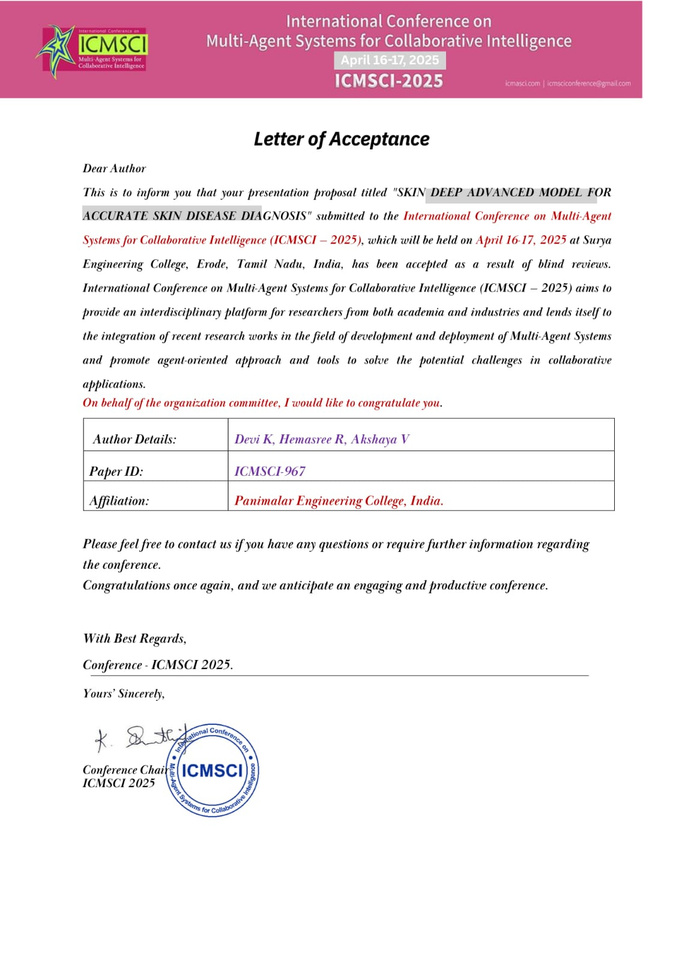 International Conference on
ICMSCI
Multi-Agent Systems for
Collaborative Intelligence
International Conference on
Multi-Agent Systems for Collaborative Intelligence
April 16-17, 2025
ICMSCI-2025
icmasci.com | icmsciconference@gmail.com
Letter of Acceptance
Dear Author
This is to inform you that your presentation proposal titled "SKIN DEEP ADVANCED MODEL FOR
ACCURATE SKIN DISEASE DIAGNOSIS" submitted to the International Conference on Multi-Agent
Systems for Collaborative Intelligence (ICMSCI – 2025), which will be held on April 16-17, 2025 at Surya
Engineering College, Erode, Tamil Nadu, India, has been accepted as a result of blind reviews.
International Conference on Multi-Agent Systems for Collaborative Intelligence (ICMSCI – 2025) aims to
provide an interdisciplinary platform for researchers from both academia and industries and lends itself to
the integration of recent research works in the field of development and deployment of Multi-Agent Systems
and promote agent-oriented approach and tools to solve the potential challenges in collaborative
applications.
On behalf of the organization committee, I would like to congratulate you.
Author Details: Devi K, Hemasree R, Akshaya V
Paper ID: ICMSCI-967
Affiliation: Panimalar Engineering College, India.
Please feel free to contact us if you have any questions or require further information regarding
the conference.
Congratulations once again, and we anticipate an engaging and productive conference.
With Best Regards,
Conference - ICMSCI 2025.
Yours' Sincerely,
K.
Conference Chair
ICMSCI 2025
International Conference on
ICMSCI
Multi-Agent Systems for Collaborative Intelligence